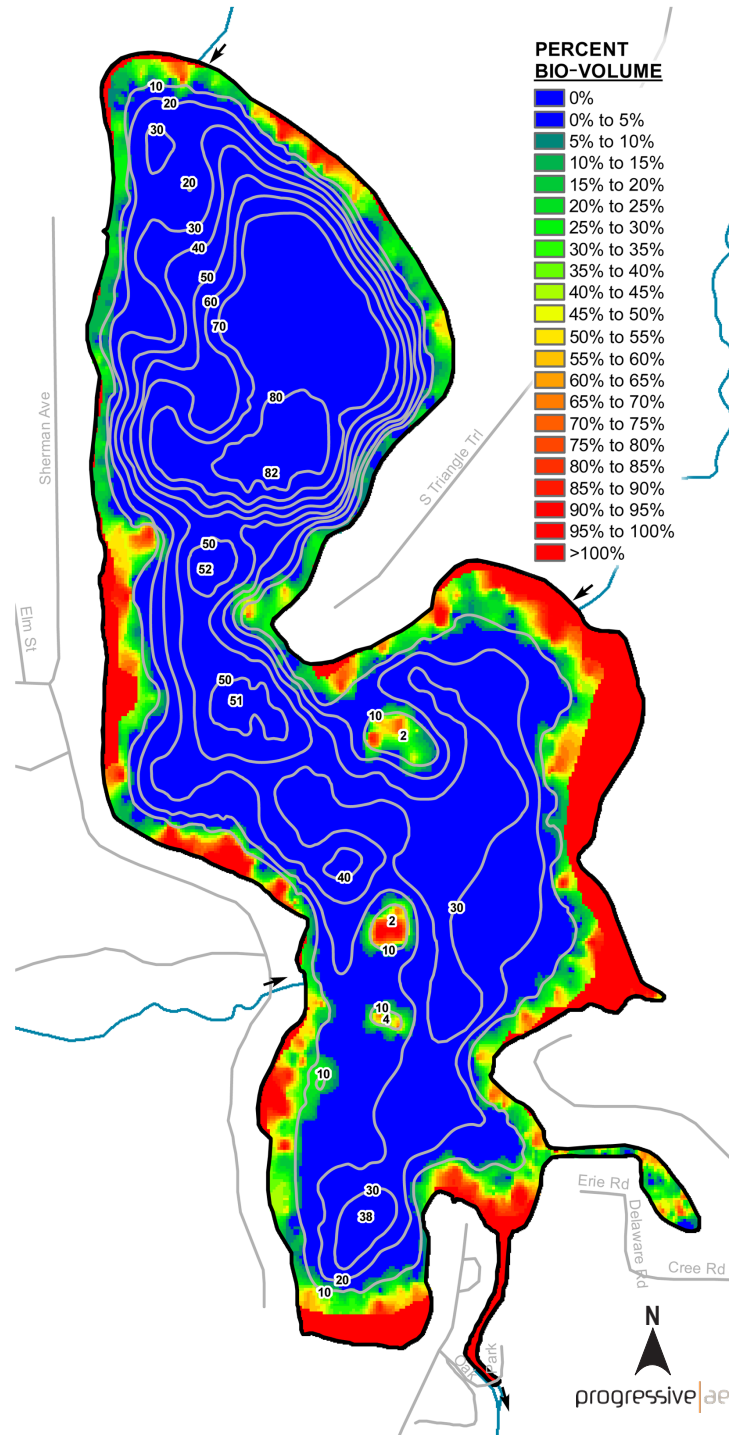 PERCENT
BIO-VOLUME
0%
0% to 5%
5% to 10%
10% to 15%
15% to 20%
20% to 25%
25% to 30%
30% to 35%
35% to 40%
40% to 45%
45% to 50%
50% to 55%
55% to 60%
60% to 65%
65% to 70%
70% to 75%
75% to 80%
80% to 85%
85% to 90%
90% to 95%
95% to 100%
>100%
10
20
30
20
30
40
50
60
70
80
82
Sherman Ave
S Triangle Trl
50
52
Elm St
50
51
10
2
40
30
2
10
10
4
10
30
38
20
10
Erie Rd
Delaware Rd
Cree Rd
Oak
Park
N
progressive|ae